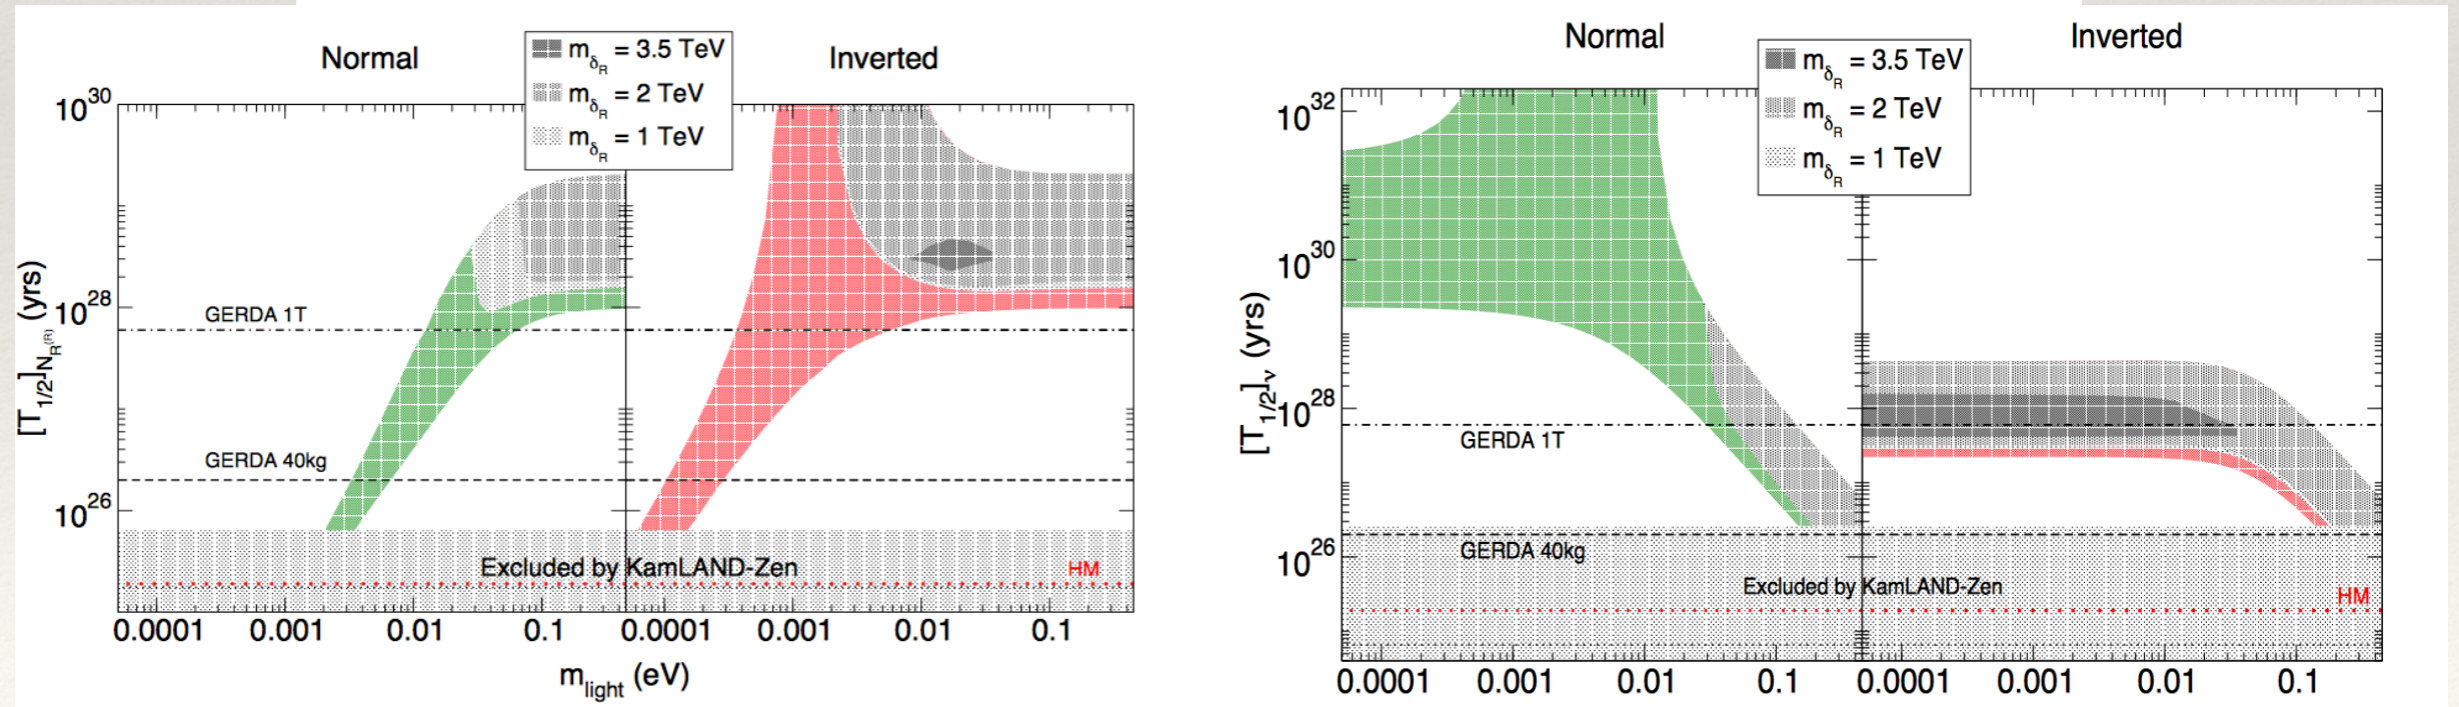 Normal
Inverted
m_δR = 3.5 TeV
m_δR = 2 TeV
m_δR = 1 TeV
[T_1/2]_N_R^(R) (yrs)
10^30
10^28
10^26
GERDA 1T
GERDA 40kg
Excluded by KamLAND-Zen
HM
0.0001 0.001 0.01 0.1 0.0001 0.001 0.01 0.1
m_light (eV)
Normal
Inverted
m_δR = 3.5 TeV
m_δR = 2 TeV
m_δR = 1 TeV
[T_1/2]_ν (yrs)
10^32
10^30
10^28
10^26
GERDA 1T
GERDA 40kg
Excluded by KamLAND-Zen
HM
0.0001 0.001 0.01 0.1 0.0001 0.001 0.01 0.1